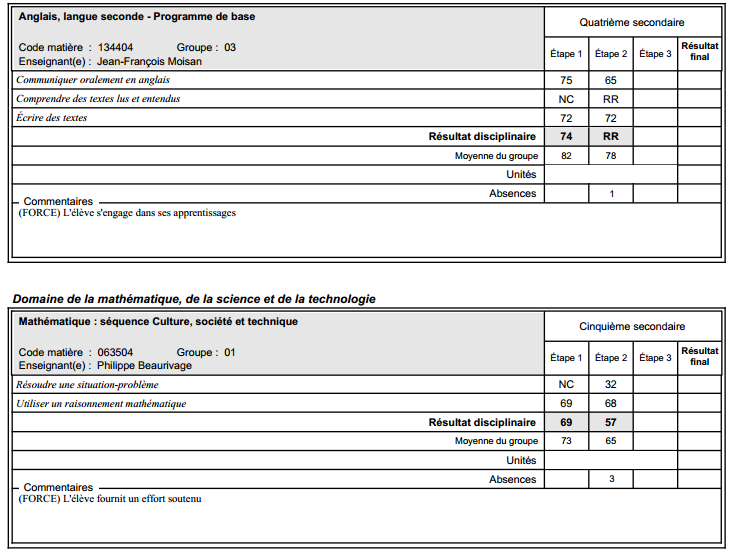 Anglais, langue seconde - Programme de base
Quatrième secondaire
Code matière : 134404 Groupe : 03
Enseignant(e) : Jean-François Moisan
Étape 1 Étape 2 Étape 3 Résultat final
Communiquer oralement en anglais 75 65
Comprendre des textes lus et entendus NC RR
Écrire des textes 72 72
Résultat disciplinaire 74 RR
Moyenne du groupe 82 78
Unités
Absences 1
Commentaires
(FORCE) L'élève s'engage dans ses apprentissages
Domaine de la mathématique, de la science et de la technologie
Mathématique : séquence Culture, société et technique
Cinquième secondaire
Code matière : 063504 Groupe : 01
Enseignant(e) : Philippe Beaurivage
Étape 1 Étape 2 Étape 3 Résultat final
Résoudre une situation-problème NC 32
Utiliser un raisonnement mathématique 69 68
Résultat disciplinaire 69 57
Moyenne du groupe 73 65
Unités
Absences 3
Commentaires
(FORCE) L'élève fournit un effort soutenu